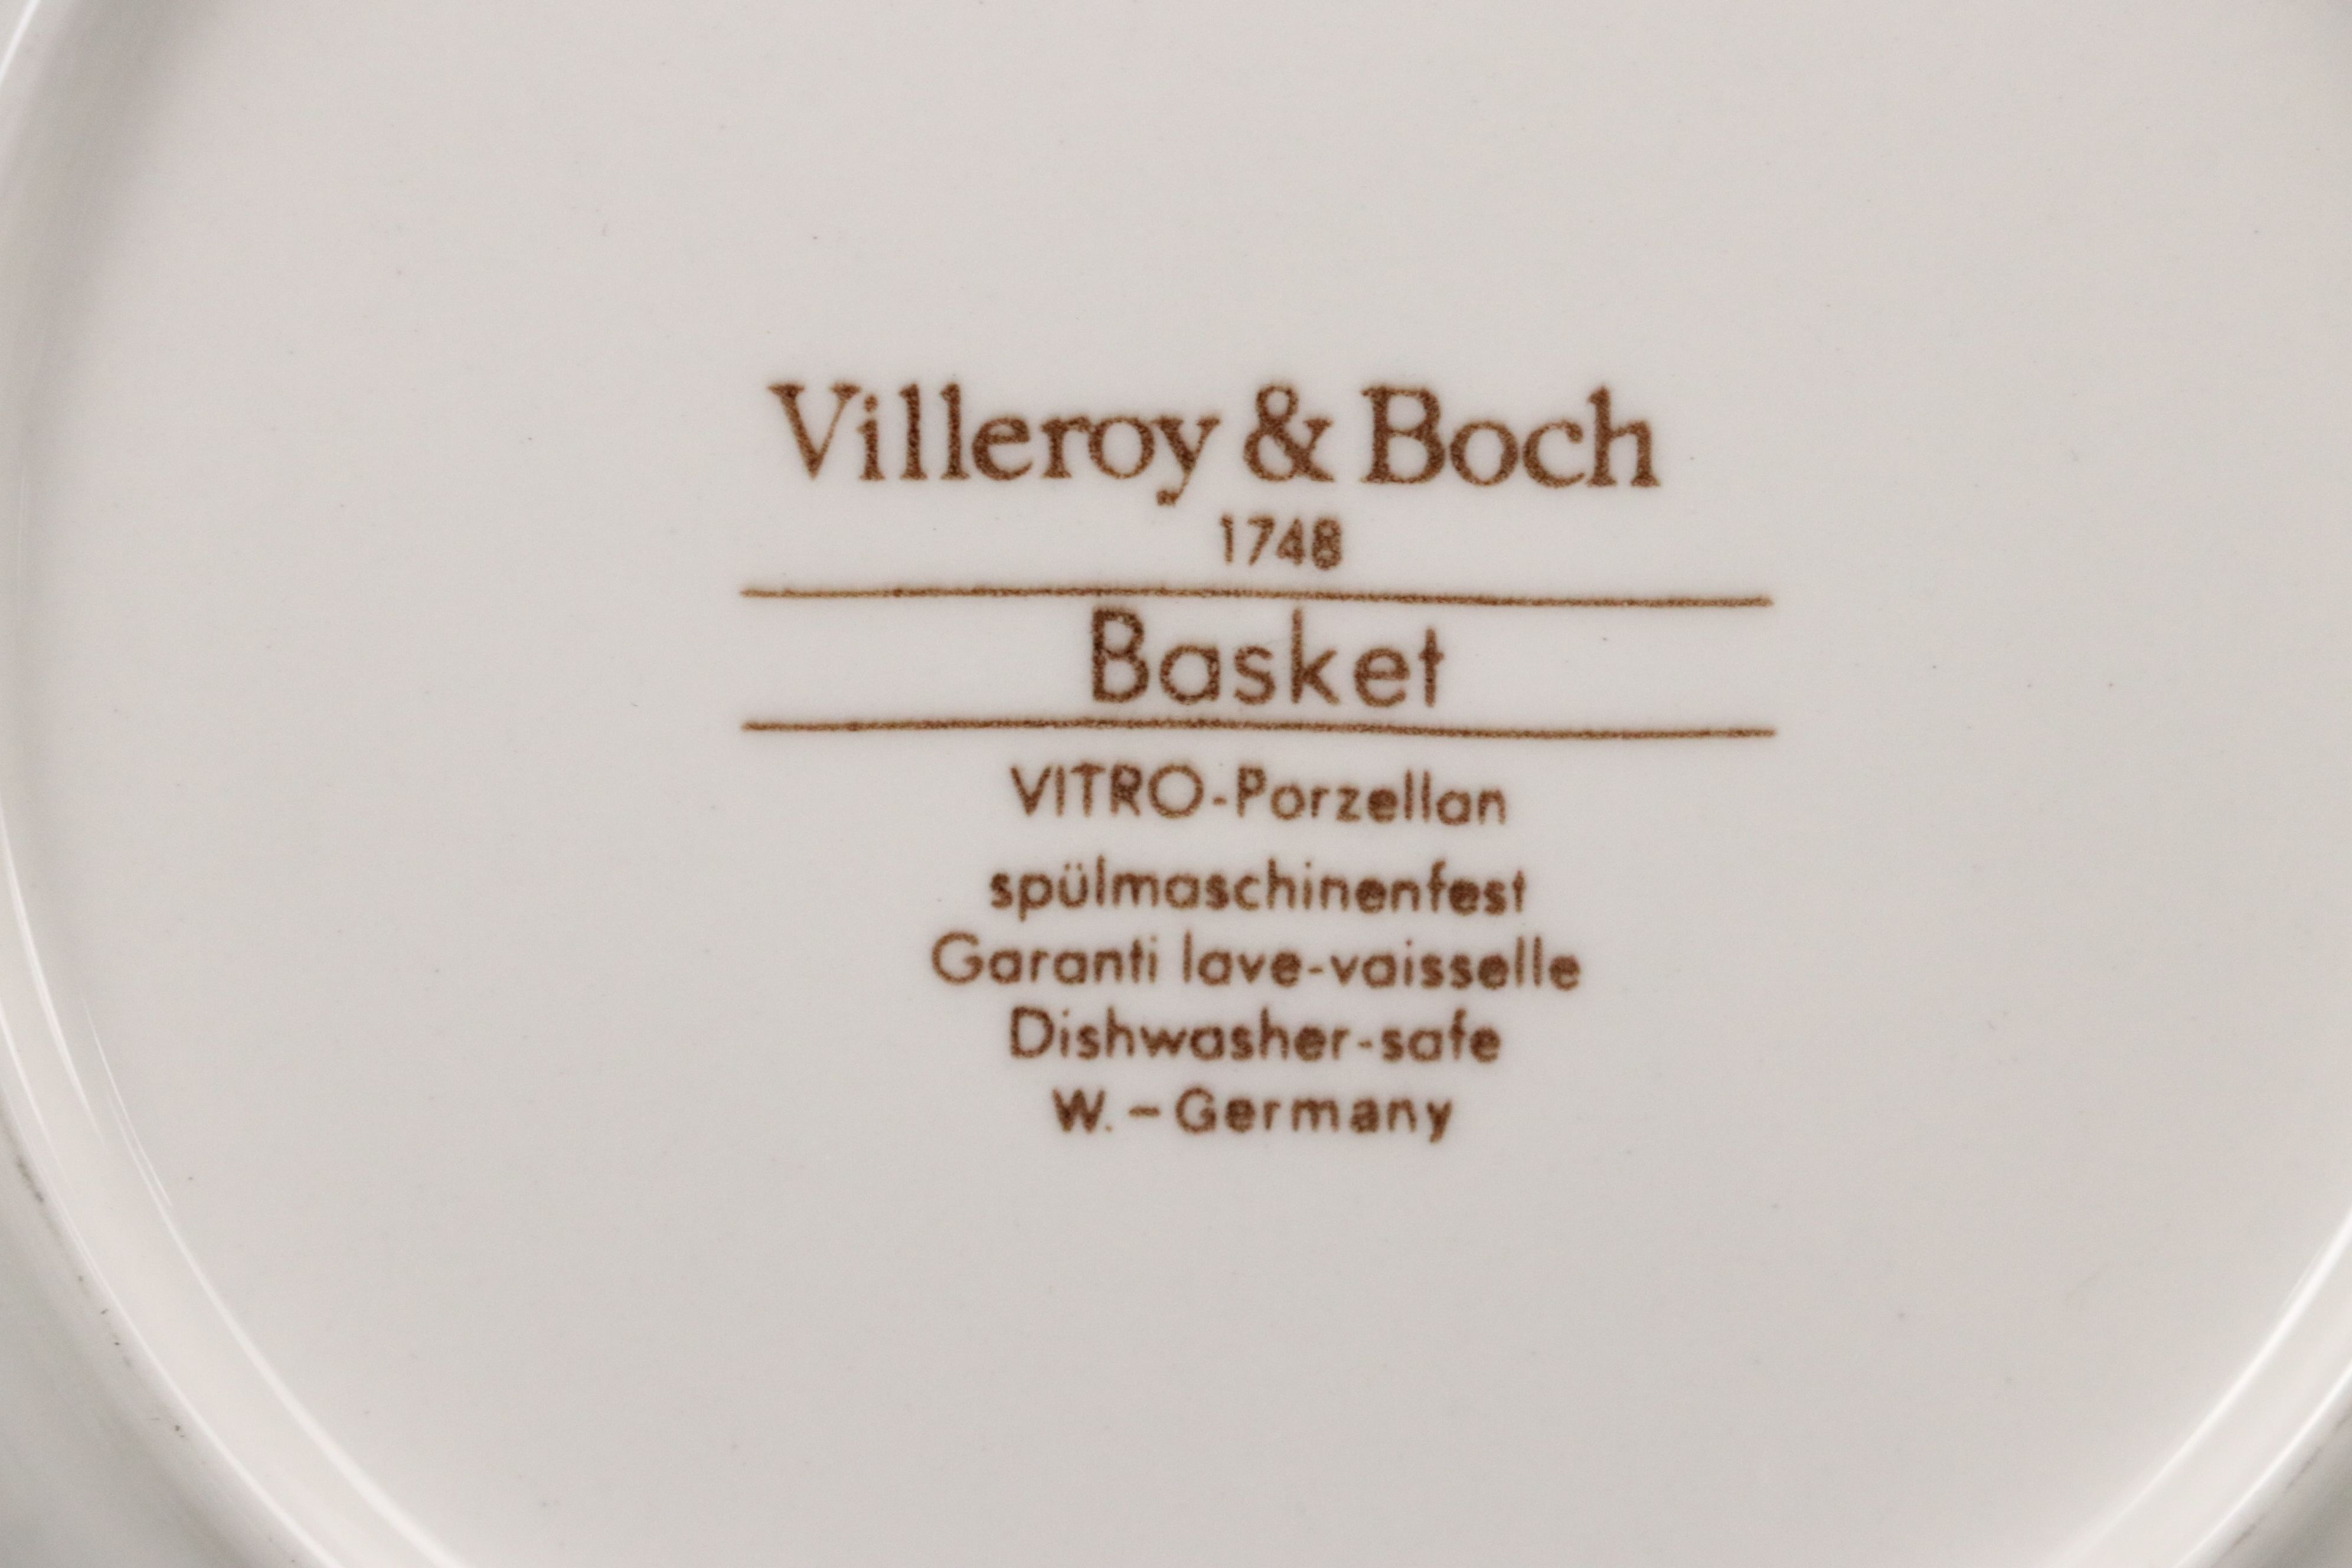 Villeroy & Boch
1748
Basket
VITRO-Porzellan
spülmaschinenfest
Garanti lave-vaisselle
Dishwasher-safe
W. – Germany